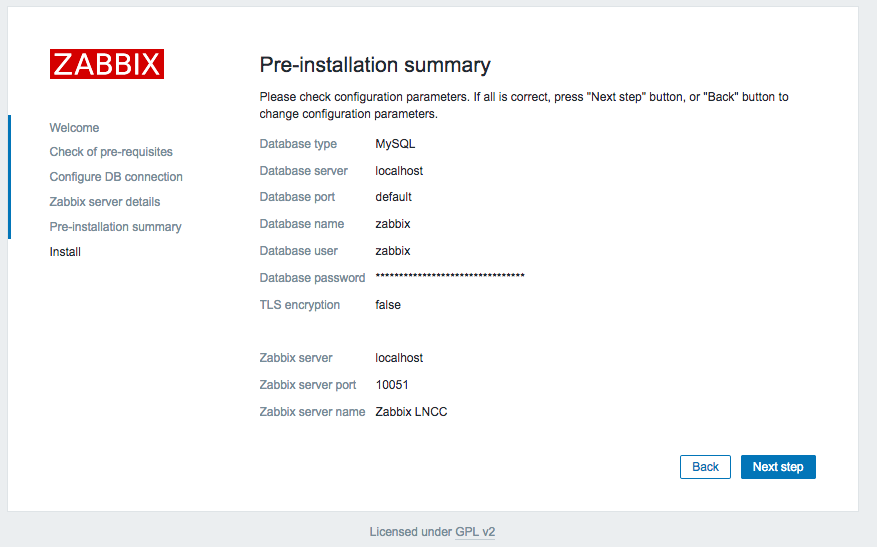 ZABBIX
Welcome
Check of pre-requisites
Configure DB connection
Zabbix server details
Pre-installation summary
Install
Pre-installation summary
Please check configuration parameters. If all is correct, press "Next step" button, or "Back" button to
change configuration parameters.
Database type MySQL
Database server localhost
Database port default
Database name zabbix
Database user zabbix
Database password ********************************
TLS encryption false
Zabbix server localhost
Zabbix server port 10051
Zabbix server name Zabbix LNCC
Back Next step
Licensed under GPL v2